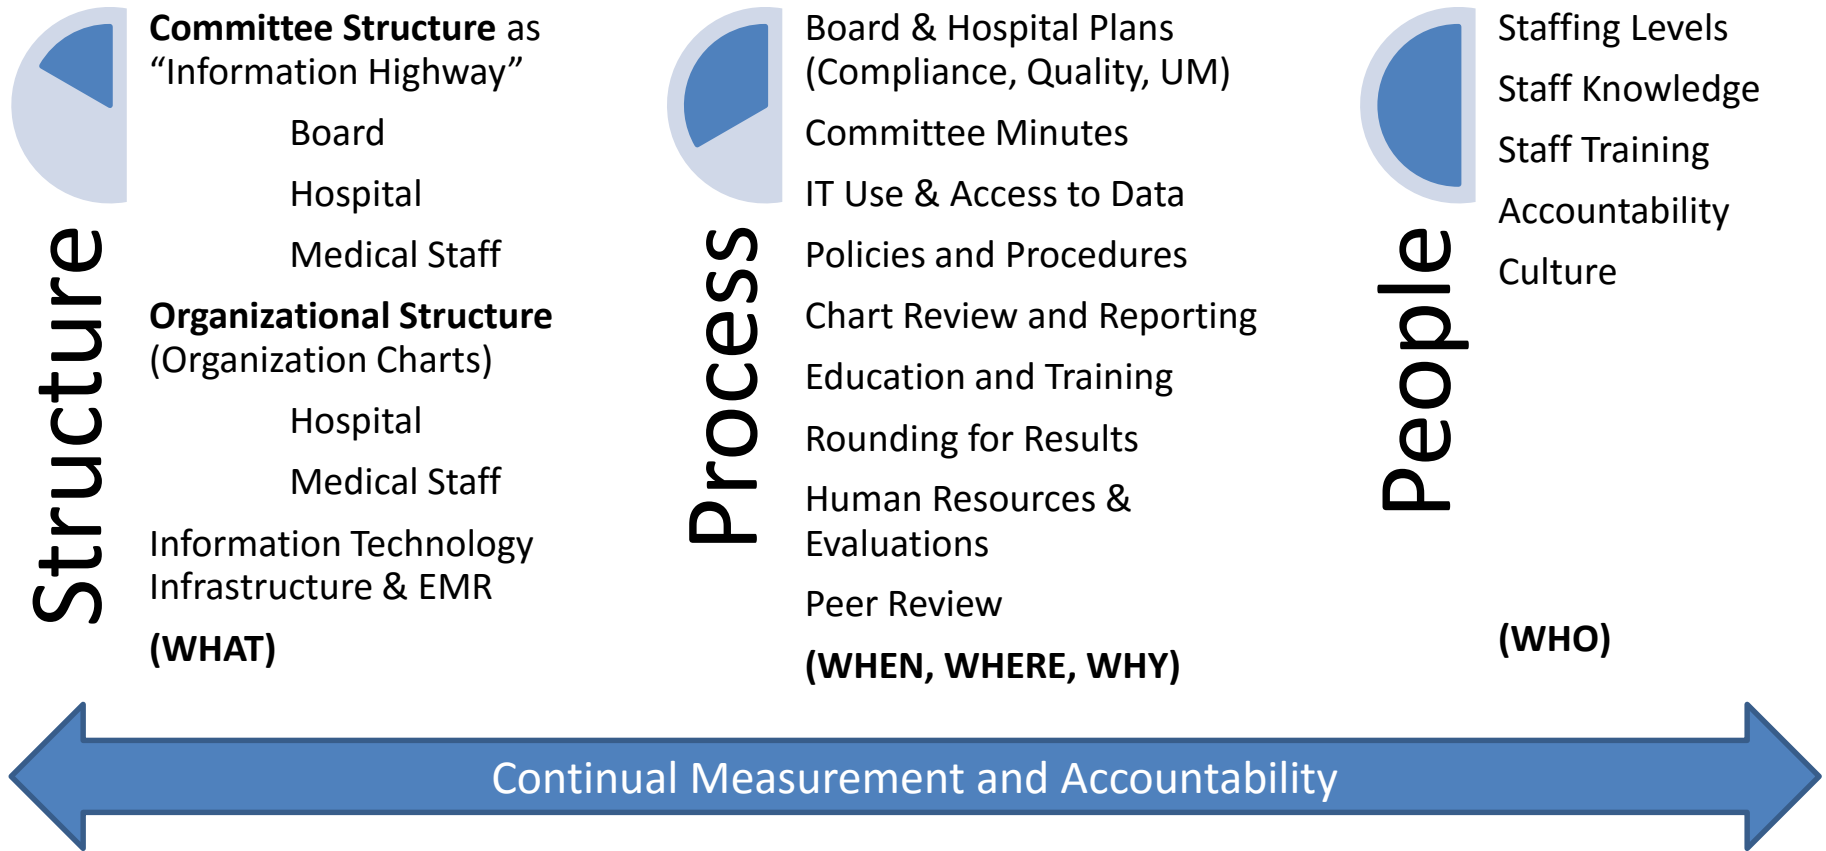 Structure
Committee Structure as
“Information Highway”
Board
Hospital
Medical Staff
Organizational Structure
(Organization Charts)
Hospital
Medical Staff
Information Technology
Infrastructure & EMR
(WHAT)
Process
Board & Hospital Plans
(Compliance, Quality, UM)
Committee Minutes
IT Use & Access to Data
Policies and Procedures
Chart Review and Reporting
Education and Training
Rounding for Results
Human Resources &
Evaluations
Peer Review
(WHEN, WHERE, WHY)
People
Staffing Levels
Staff Knowledge
Staff Training
Accountability
Culture
(WHO)
Continual Measurement and Accountability